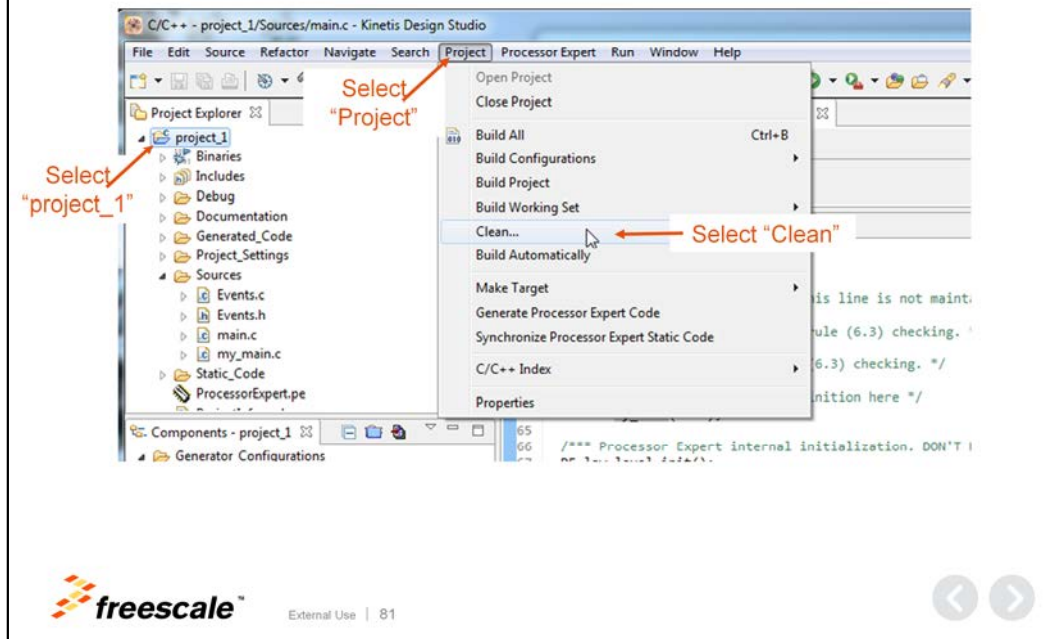 C/C++ - project_1/Sources/main.c - Kinetis Design Studio
File Edit Source Refactor Navigate Search Project Processor Expert Run Window Help
Select
"Project"
Open Project
Close Project
Build All Ctrl+B
Build Configurations
Build Project
Build Working Set
Clean...
Build Automatically
Make Target
Generate Processor Expert Code
Synchronize Processor Expert Static Code
C/C++ Index
Properties
Select "Clean"
Project Explorer
Select
"project_1"
project_1
Binaries
Includes
Debug
Documentation
Generated_Code
Project_Settings
Sources
Events.c
Events.h
main.c
my_main.c
Static_Code
ProcessorExpert.pe
Components - project_1
Generator Configurations
is line is not
rule (6.3) checking.
6.3) checking. */
nition here */
65
66 /*** Processor Expert internal initialization. DON'T
freescale™
External Use | 81